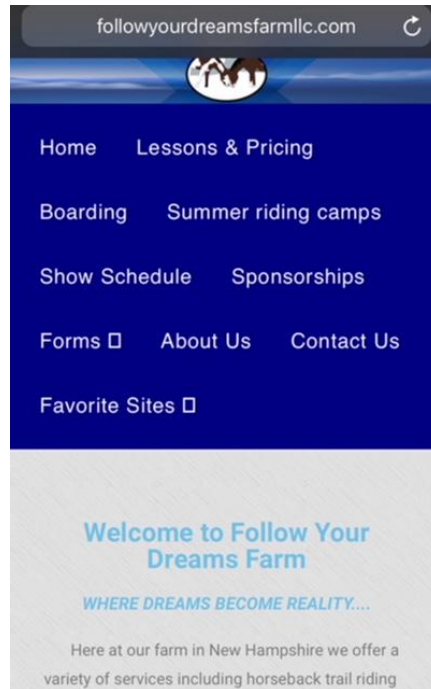 followyourdreamsfarmllc.com
Home Lessons & Pricing
Boarding Summer riding camps
Show Schedule Sponsorships
Forms About Us Contact Us
Favorite Sites
Welcome to Follow Your
Dreams Farm
WHERE DREAMS BECOME REALITY....
Here at our farm in New Hampshire we offer a
variety of services including horseback trail riding